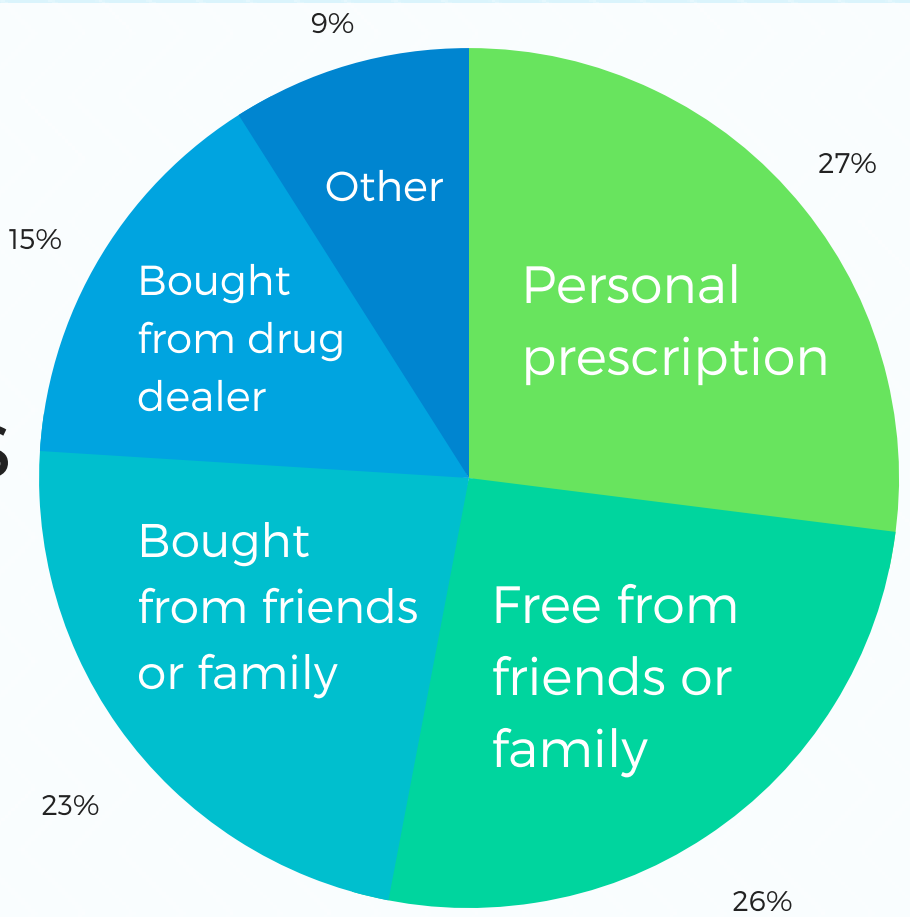 9%
27%
Other
15%
Bought
from drug
dealer
Personal
prescription
Bought
from friends
or family
Free from
friends or
family
23%
26%